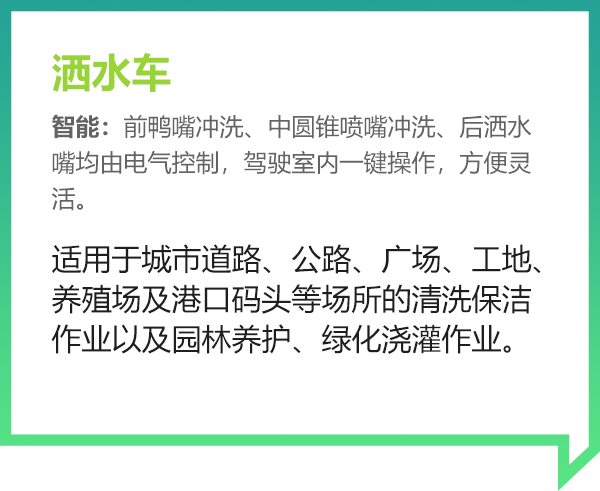 洒水车
智能：前鸭嘴冲洗、中圆锥喷嘴冲洗、后洒水
嘴均由电气控制，驾驶室内一键操作，方便灵
活。
适用于城市道路、公路、广场、工地、
养殖场及港口码头等场所的清洗保洁
作业以及园林养护、绿化浇灌作业。